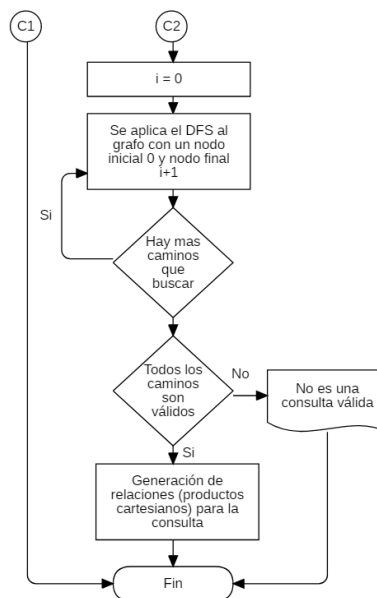 C1
C2
i = 0
Se aplica el DFS al
grafo con un nodo
inicial 0 y nodo final
i+1
Si
Hay mas
caminos
que
buscar
Todos los
caminos
son
válidos
No
No es una
consulta válida
Si
Generación de
relaciones (productos
cartesianos) para la
consulta
Fin